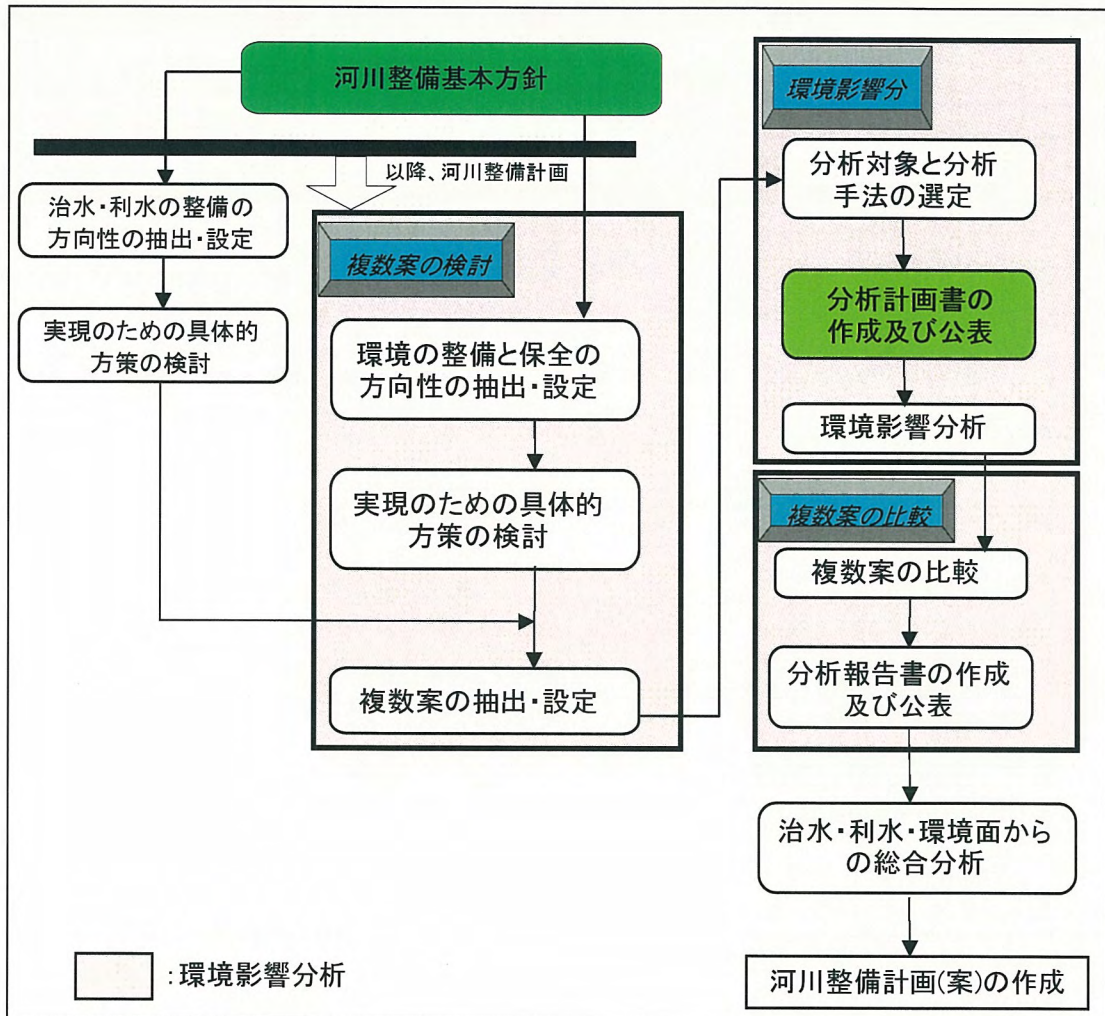 河川整備基本方針
以降、河川整備計画
治水・利水の整備の
方向性の抽出・設定
実現のための具体的
方策の検討
複数案の検討
環境の整備と保全の
方向性の抽出・設定
実現のための具体的
方策の検討
複数案の抽出・設定
環境影響分
分析対象と分析
手法の選定
分析計画書の
作成及び公表
環境影響分析
複数案の比較
複数案の比較
分析報告書の作成
及び公表
治水・利水・環境面から
の総合分析
河川整備計画(案)の作成
:環境影響分析